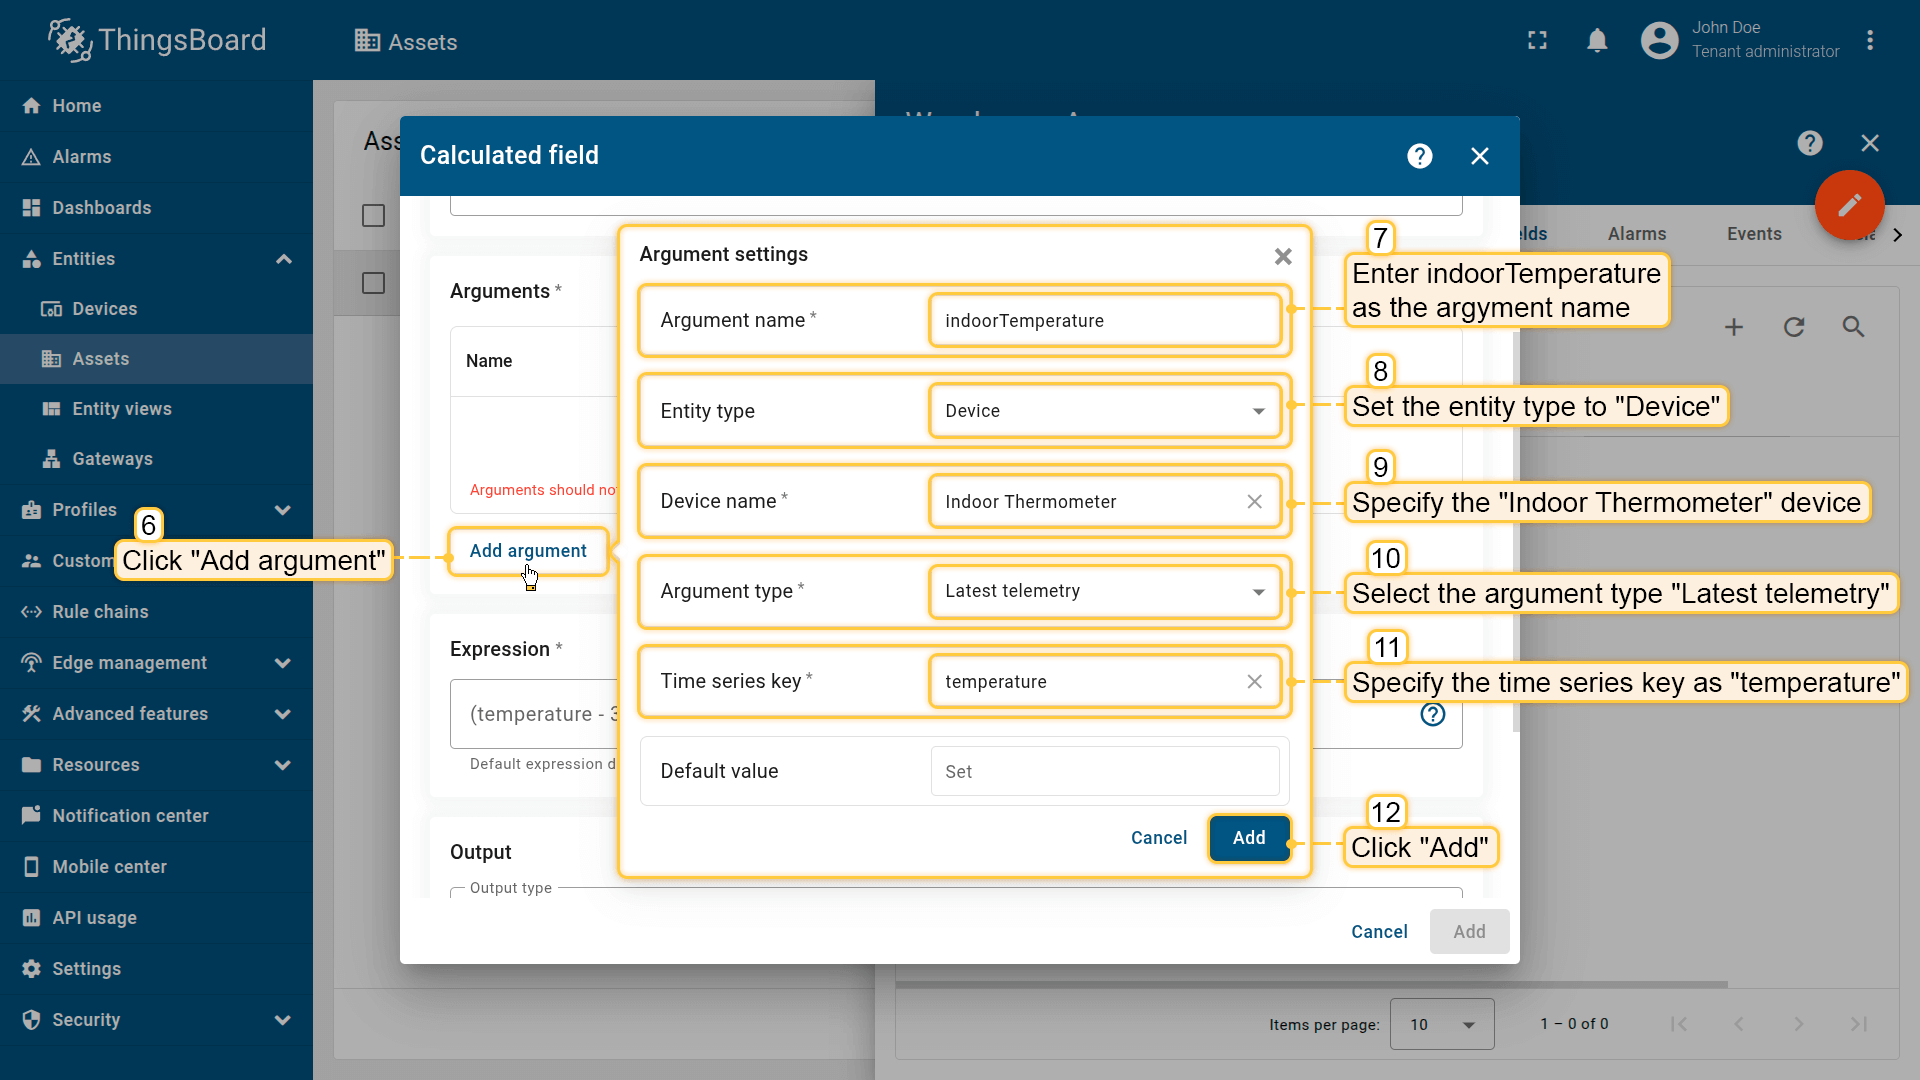 ThingsBoard
Assets
John Doe
Tenant administrator
Home
Alarms
Dashboards
Entities
Devices
Assets
Entity views
Gateways
Profiles
Custom
Rule chains
Edge management
Advanced features
Resources
Notification center
Mobile center
API usage
Settings
Security
Ass
Calculated field
Alarms
Events
Arguments *
Name
Arguments should no
6
Click "Add argument"
Add argument
Expression *
(temperature - 3
Default expression d
Output
Output type
Cancel
Add
Argument settings
Argument name *
indoorTemperature
Entity type
Device
Device name *
Indoor Thermometer
Argument type *
Latest telemetry
Time series key *
temperature
Default value
Set
Cancel
Add
7
Enter indoorTemperature
as the argyment name
8
Set the entity type to "Device"
9
Specify the "Indoor Thermometer" device
10
Select the argument type "Latest telemetry"
11
Specify the time series key as "temperature"
12
Click "Add"
Items per page:
10
1 – 0 of 0